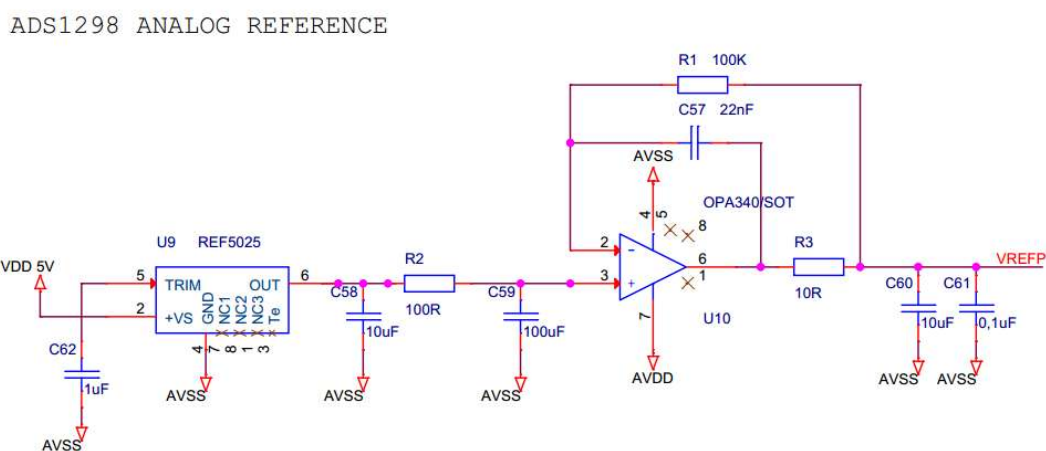 ADS1298 ANALOG REFERENCE
R1 100K
C57 22nF
AVSS
OPA340/SOT
4
5
8
U9 REF5025
2
6
R3
VREFP
VDD 5V
5
TRIM
OUT
6
R2
3
1
2
+VS
GND
NC1
NC2
NC3
Te
C58
100R
C59
10R
C60
C61
U10
10uF
100uF
10uF
0,1uF
C62
4
7
8
1
3
7
1uF
AVSS
AVSS
AVSS
AVDD
AVSS
AVSS
AVSS